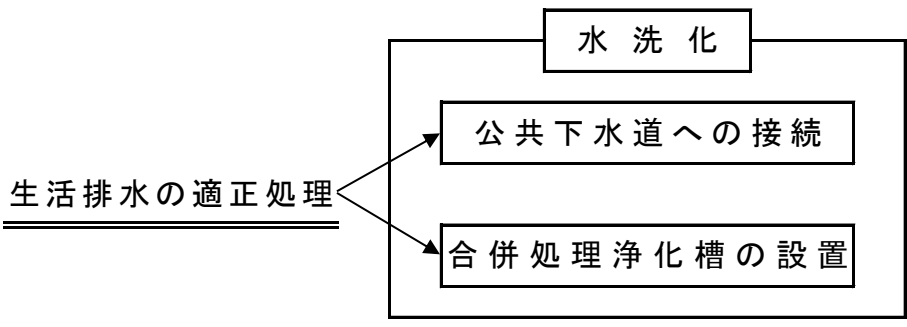 水洗化
公共下水道への接続
生活排水の適正処理
合併処理浄化槽の設置